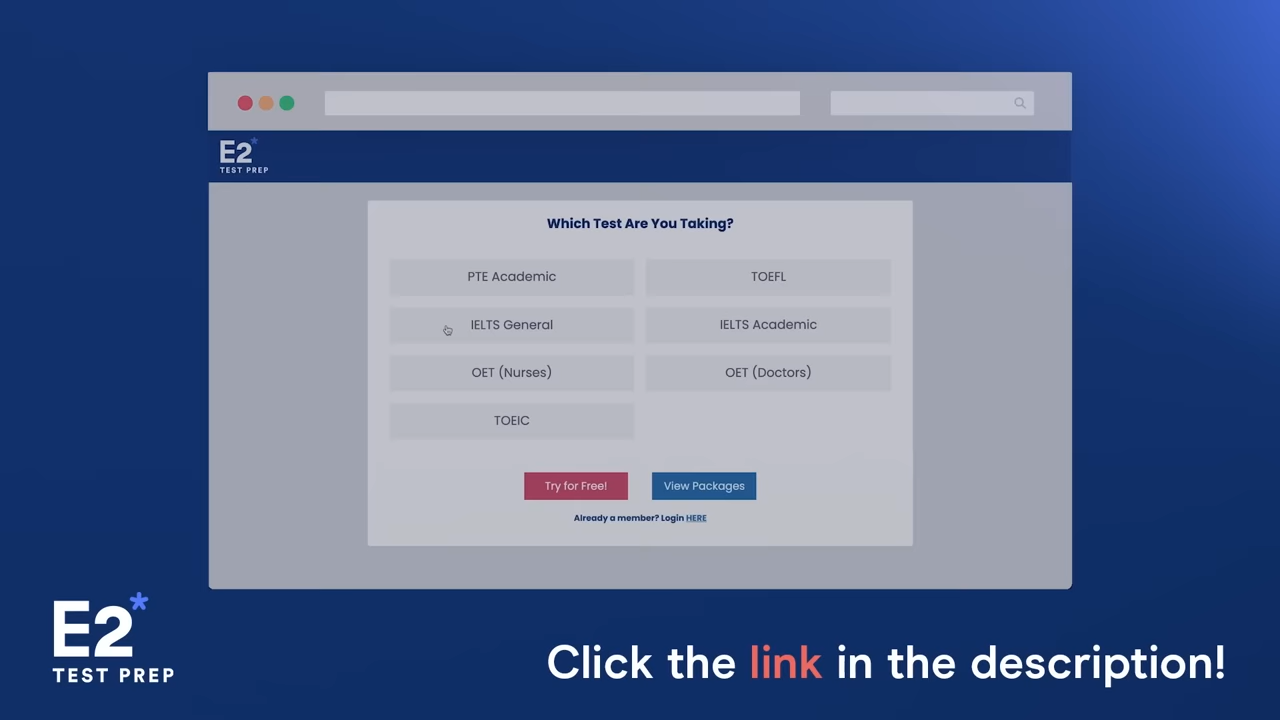 E2*
TEST PREP
Which Test Are You Taking?
PTE Academic
TOEFL
IELTS General
IELTS Academic
OET (Nurses)
OET (Doctors)
TOEIC
Try for Free!
View Packages
Already a member? Login HERE
E2*
TEST PREP
Click the link in the description!